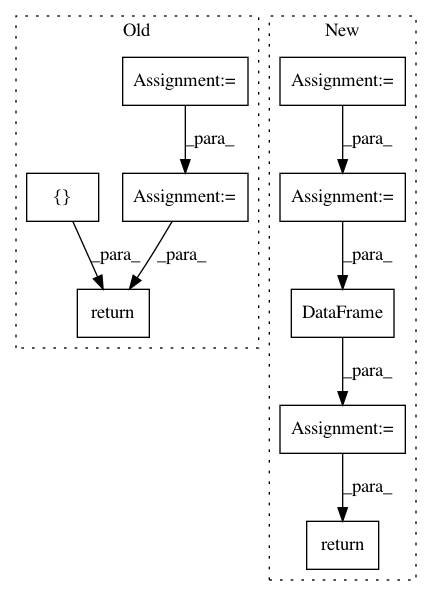 Old
New
Assignment:=
Assignment:=
_para_
_para_
{}
Assignment:=
Assignment:=
_para_
_para_
_para_
return
DataFrame
_para_
Assignment:=
_para_
return